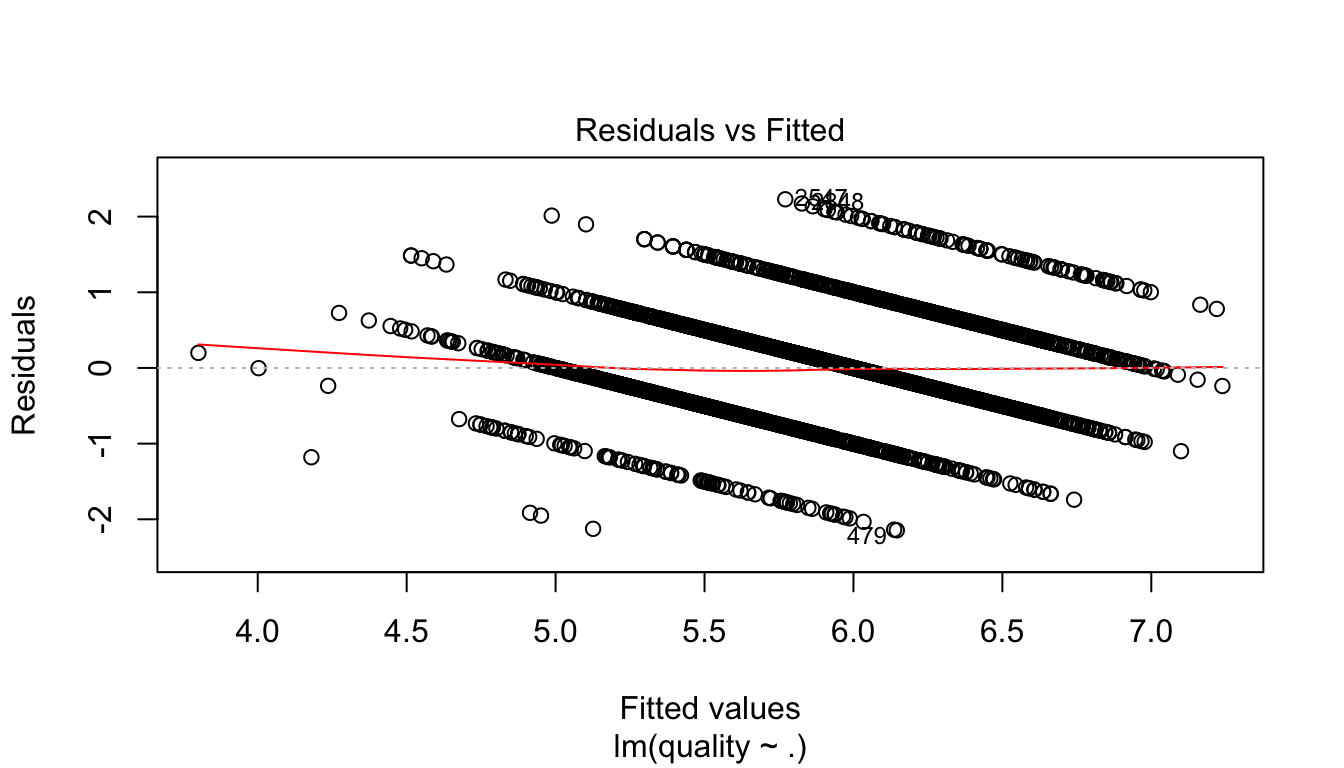 Residuals vs Fitted
Residuals
2
1
0
-1
-2
2547
479
4.0 4.5 5.0 5.5 6.0 6.5 7.0
Fitted values
lm(quality ~ .)